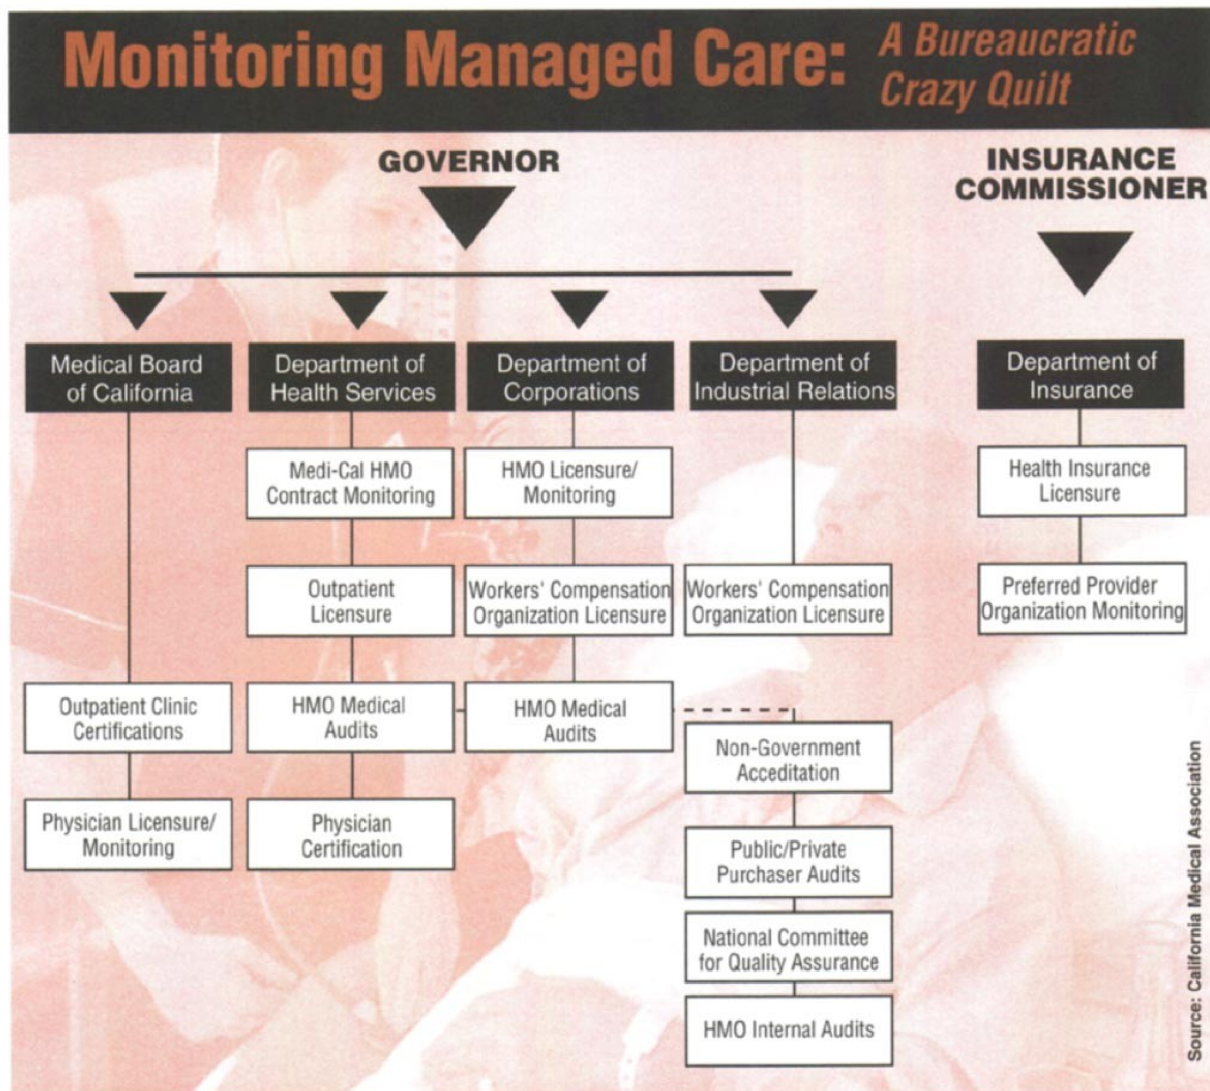 Monitoring Managed Care:
A Bureaucratic
Crazy Quilt
GOVERNOR
INSURANCE
COMMISSIONER
Medical Board
of California
Department of
Health Services
Department of
Corporations
Department of
Industrial Relations
Department of
Insurance
Medi-Cal HMO
Contract Monitoring
HMO Licensure/
Monitoring
Health Insurance
Licensure
Outpatient
Licensure
Workers' Compensation
Organization Licensure
Workers' Compensation
Organization Licensure
Preferred Provider
Organization Monitoring
Outpatient Clinic
Certifications
HMO Medical
Audits
HMO Medical
Audits
Non-Government
Acceditation
Physician Licensure/
Monitoring
Physician
Certification
Public/Private
Purchaser Audits
National Committee
for Quality Assurance
HMO Internal Audits
Source: California Medical Association